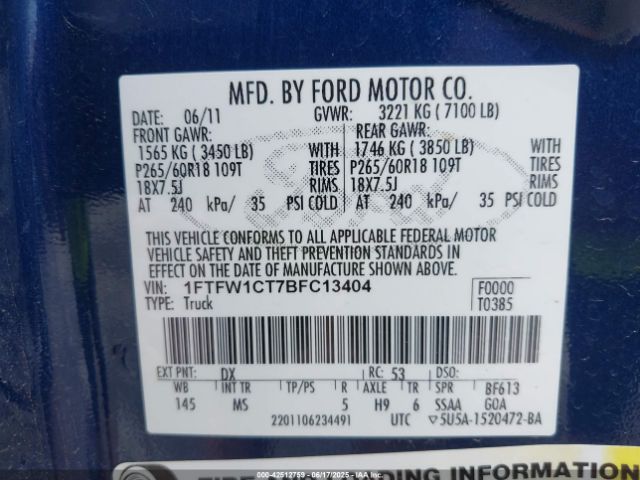 MFD. BY FORD MOTOR CO.
DATE: 06/11 GVWR: 3221 KG ( 7100 LB)
FRONT GAWR: REAR GAWR:
1565 KG ( 3450 LB) WITH 1746 KG ( 3850 LB) WITH
P265/60R18 109T TIRES P265/60R18 109T TIRES
18X7.5J RIMS 18X7.5J RIMS
AT 240 kPa/ 35 PSI COLD AT 240 kPa/ 35 PSI COLD
THIS VEHICLE CONFORMS TO ALL APPLICABLE FEDERAL MOTOR
VEHICLE SAFETY AND THEFT PREVENTION STANDARDS IN
EFFECT ON THE DATE OF MANUFACTURE SHOWN ABOVE.
VIN: 1FTFW1CT7BFC13404 F0000
TYPE: Truck T0385
EXT PNT: DX RC: 53 DSO:
WB INT TR TP/PS R AXLE TR SPR BF613
145 MS 5 H9 6 SSAA GOA
2201106234491 UTC ▽5U5A-1520472-BA
INFORMATION
000-42512759 - 06/17/2025 - IAAI.COM